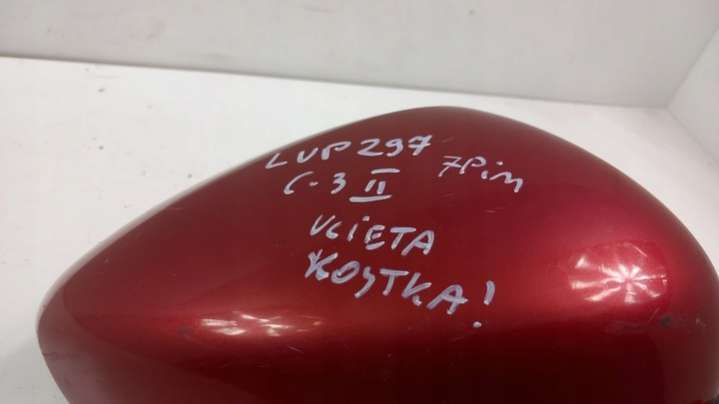 LUP297 7Pin
C-3 II
UCIETA
KOSTKA!